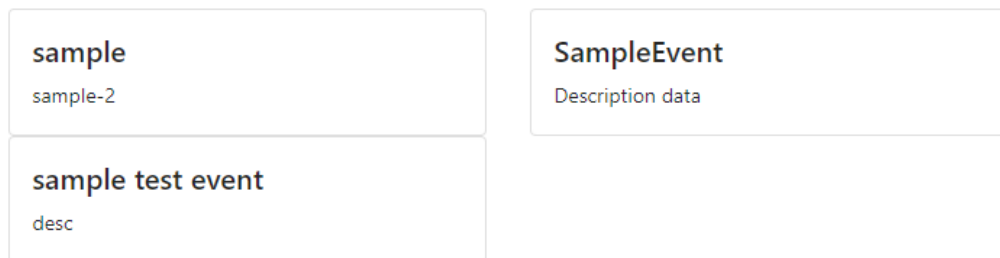 sample
sample-2
SampleEvent
Description data
sample test event
desc